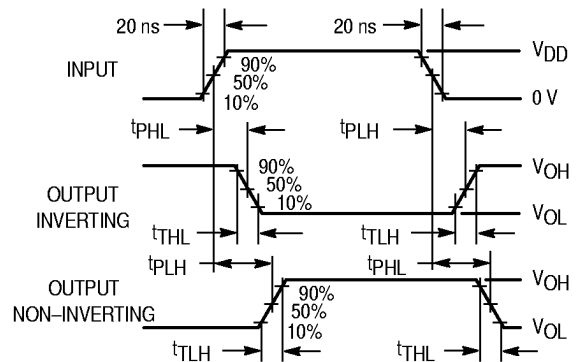 20 ns
20 ns
INPUT
90%
50%
10%
VDD
0 V
tPHL
tPLH
OUTPUT
INVERTING
90%
50%
10%
VOH
VOL
tTHL
tTLH
tPLH
tPHL
OUTPUT
NON–INVERTING
90%
50%
10%
VOH
VOL
tTLH
tTHL